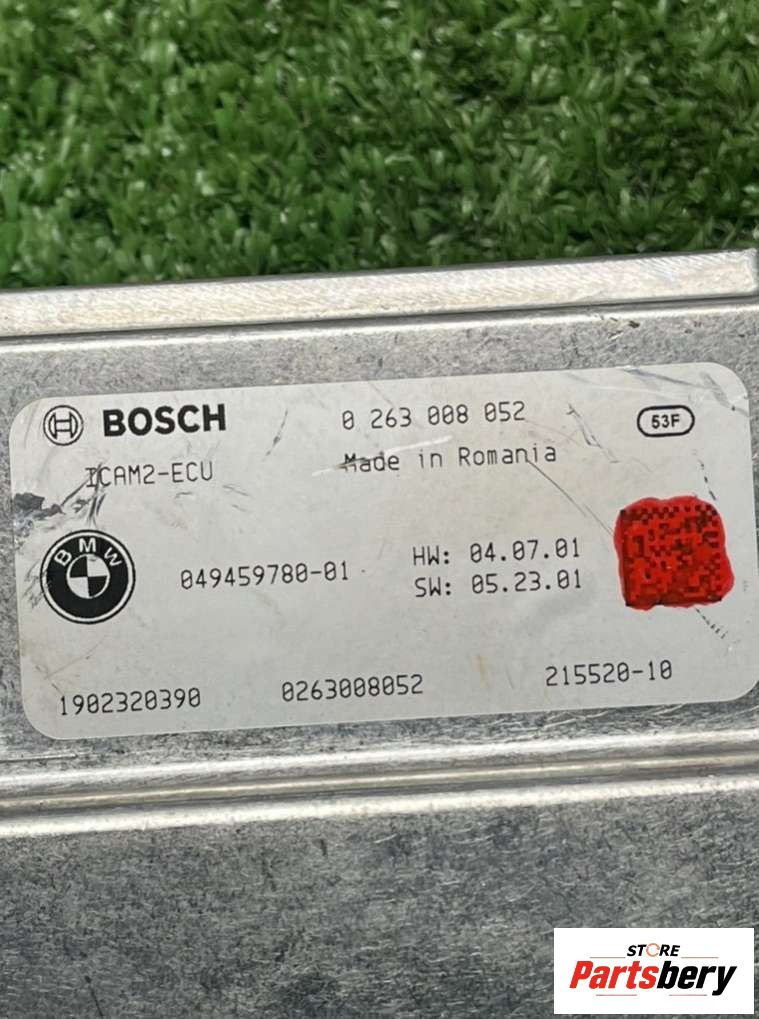 BOSCH 0 263 008 052 53F
ICAM2-ECU Made in Romania
BMW 049459780-01 HW: 04.07.01
SW: 05.23.01
1902320390 0263008052 215520-10
STORE
Partsbery